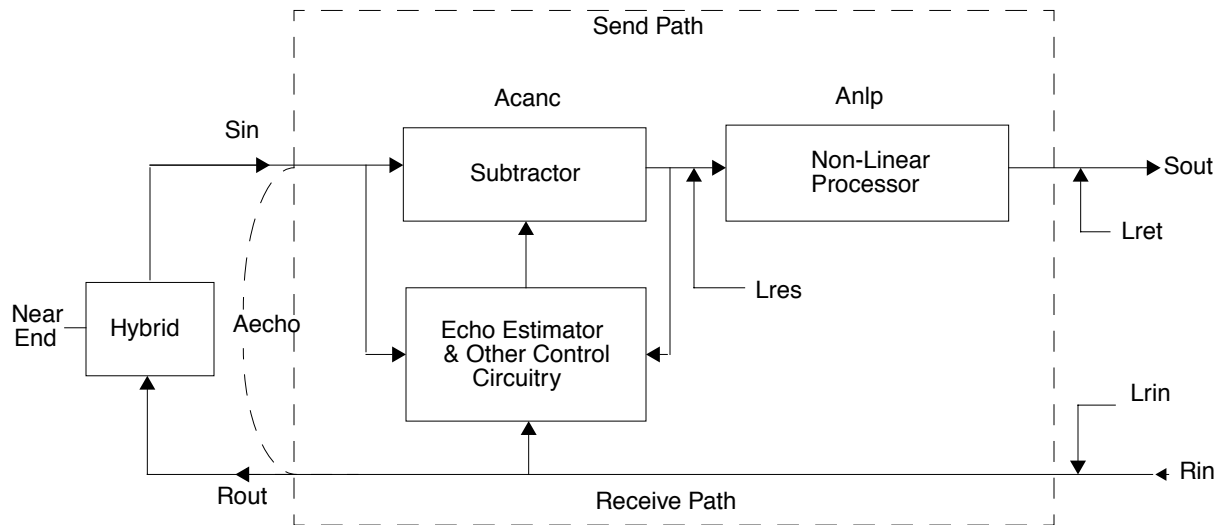 Send Path
Acanc
Anlp
Sin
Subtractor
Non-Linear
Processor
Sout
Lret
Lres
Near
End
Hybrid
Aecho
Echo Estimator
& Other Control
Circuitry
Lrin
Rin
Rout
Receive Path